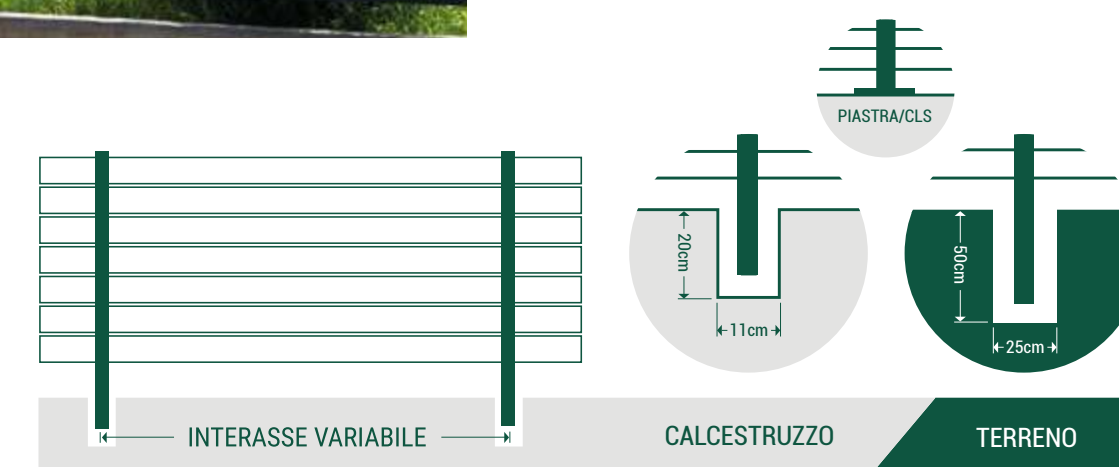 PIASTRA/CLS
20cm
11cm
50cm
25cm
INTERASSE VARIABILE
CALCESTRUZZO
TERRENO